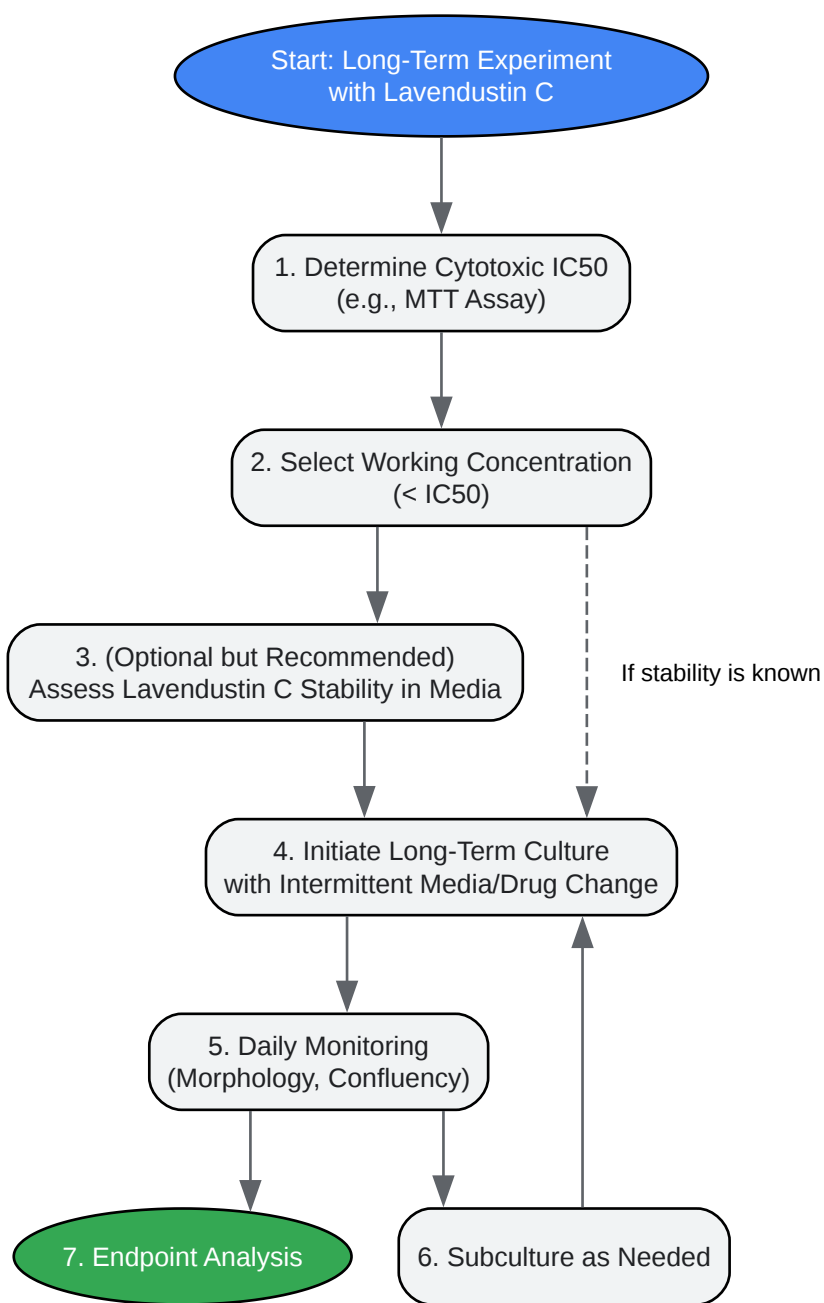 Start: Long-Term Experiment
with Lavendustin C
1. Determine Cytotoxic IC50
(e.g., MTT Assay)
2. Select Working Concentration
(< IC50)
3. (Optional but Recommended)
Assess Lavendustin C Stability in Media
If stability is known
4. Initiate Long-Term Culture
with Intermittent Media/Drug Change
5. Daily Monitoring
(Morphology, Confluency)
7. Endpoint Analysis
6. Subculture as Needed